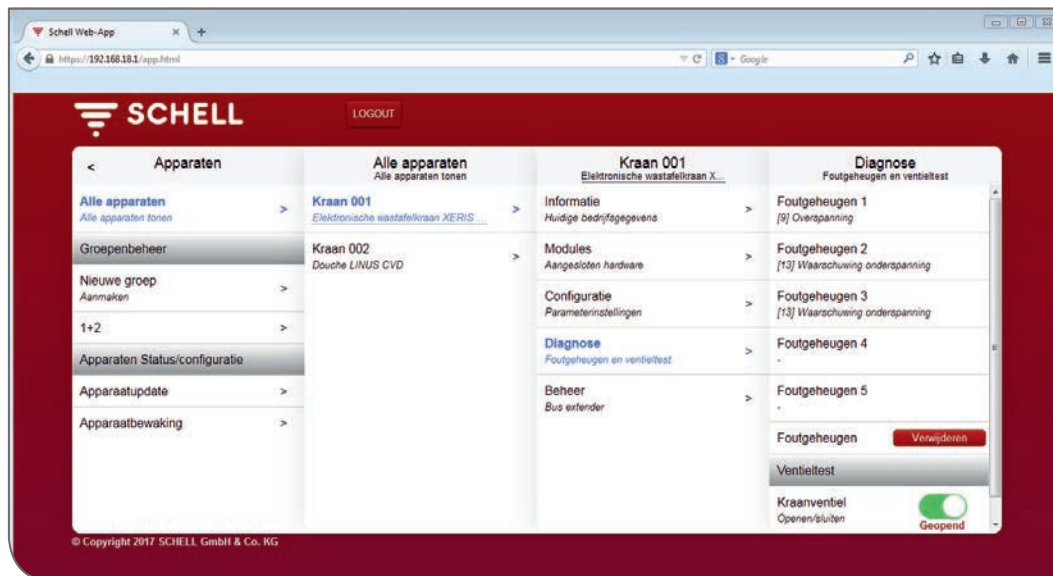 Schell Web-App
https://192.168.18.1/app.html
Google
SCHELL
LOGOUT
< Apparaten
Alle apparaten
Alle apparaten tonen
>
Groepenbeheer
Nieuwe groep
Aanmaken
>
1+2 >
Apparaten Status/configuratie
Apparaatupdate >
Apparaatbewaking >
Alle apparaten
Alle apparaten tonen
Kraan 001
Elektronische wastafelkraan XERIS ...
>
Kraan 002
Douche LINUS CVD
>
Kraan 001
Elektronische wastafelkraan X...
Informatie
Huidige bedrijfsgegevens
>
Modules
Aangesloten hardware
>
Configuratie
Parameterinstellingen
>
Diagnose
Foutgeheugen en ventieltest
>
Beheer
Bus extender
>
Diagnose
Foutgeheugen en ventieltest
Foutgeheugen 1
[9] Overspanning
Foutgeheugen 2
[13] Waarschuwing onderspanning
Foutgeheugen 3
[13] Waarschuwing onderspanning
Foutgeheugen 4
-
Foutgeheugen 5
-
Foutgeheugen Verwijderen
Ventieltest
Kraanventiel
Openen/sluiten
Geopend
© Copyright 2017 SCHELL GmbH & Co. KG